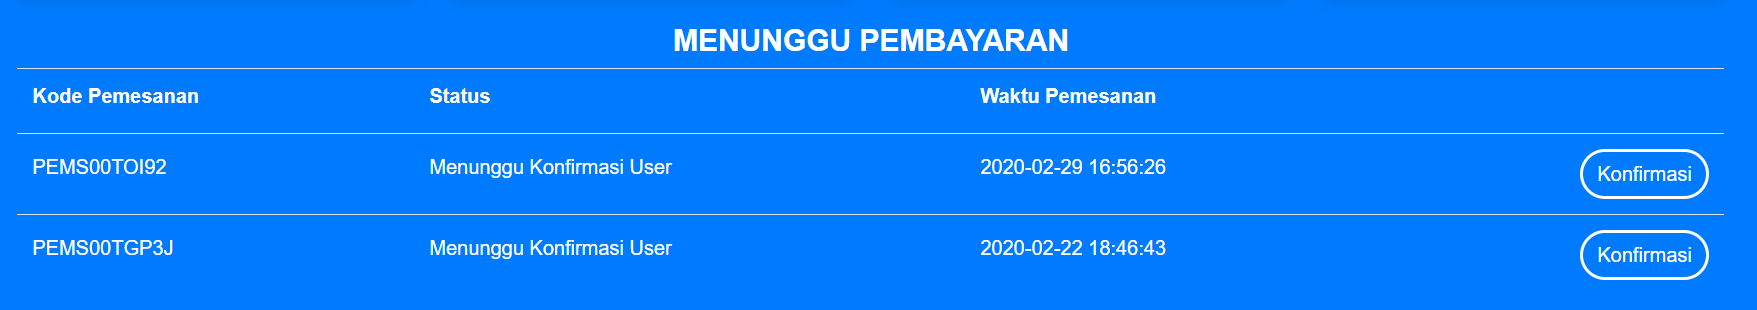 MENUNGGU PEMBAYARAN
Kode Pemesanan Status Waktu Pemesanan
PEMS00TOI92 Menunggu Konfirmasi User 2020-02-29 16:56:26 Konfirmasi
PEMS00TGP3J Menunggu Konfirmasi User 2020-02-22 18:46:43 Konfirmasi